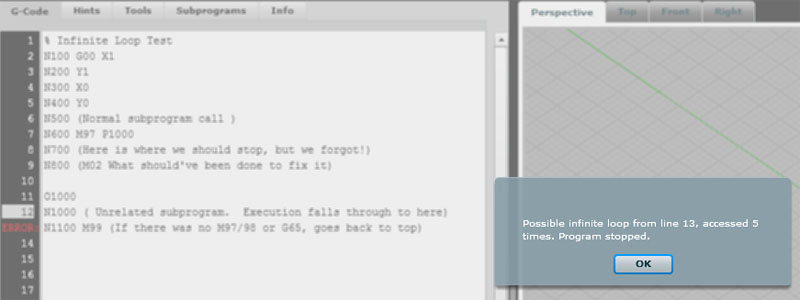 G-Code Hints Tools Subprograms Info
Perspective Top Front Right
1 % Infinite Loop Test
2 N100 G00 X1
3 N200 Y1
4 N300 X0
5 N400 Y0
6 N500 (Normal subprogram call )
7 N600 M97 P1000
8 N700 (Here is where we should stop, but we forgot!)
9 N800 (M02 What should've been done to fix it)
10
11 O1000
12 N1000 ( Unrelated subprogram. Execution falls through to here)
ERROR: N1100 M99 (If there was no M97/98 or G65, goes back to top)
14
15
16
17
Possible infinite loop from line 13, accessed 5
times. Program stopped.
OK